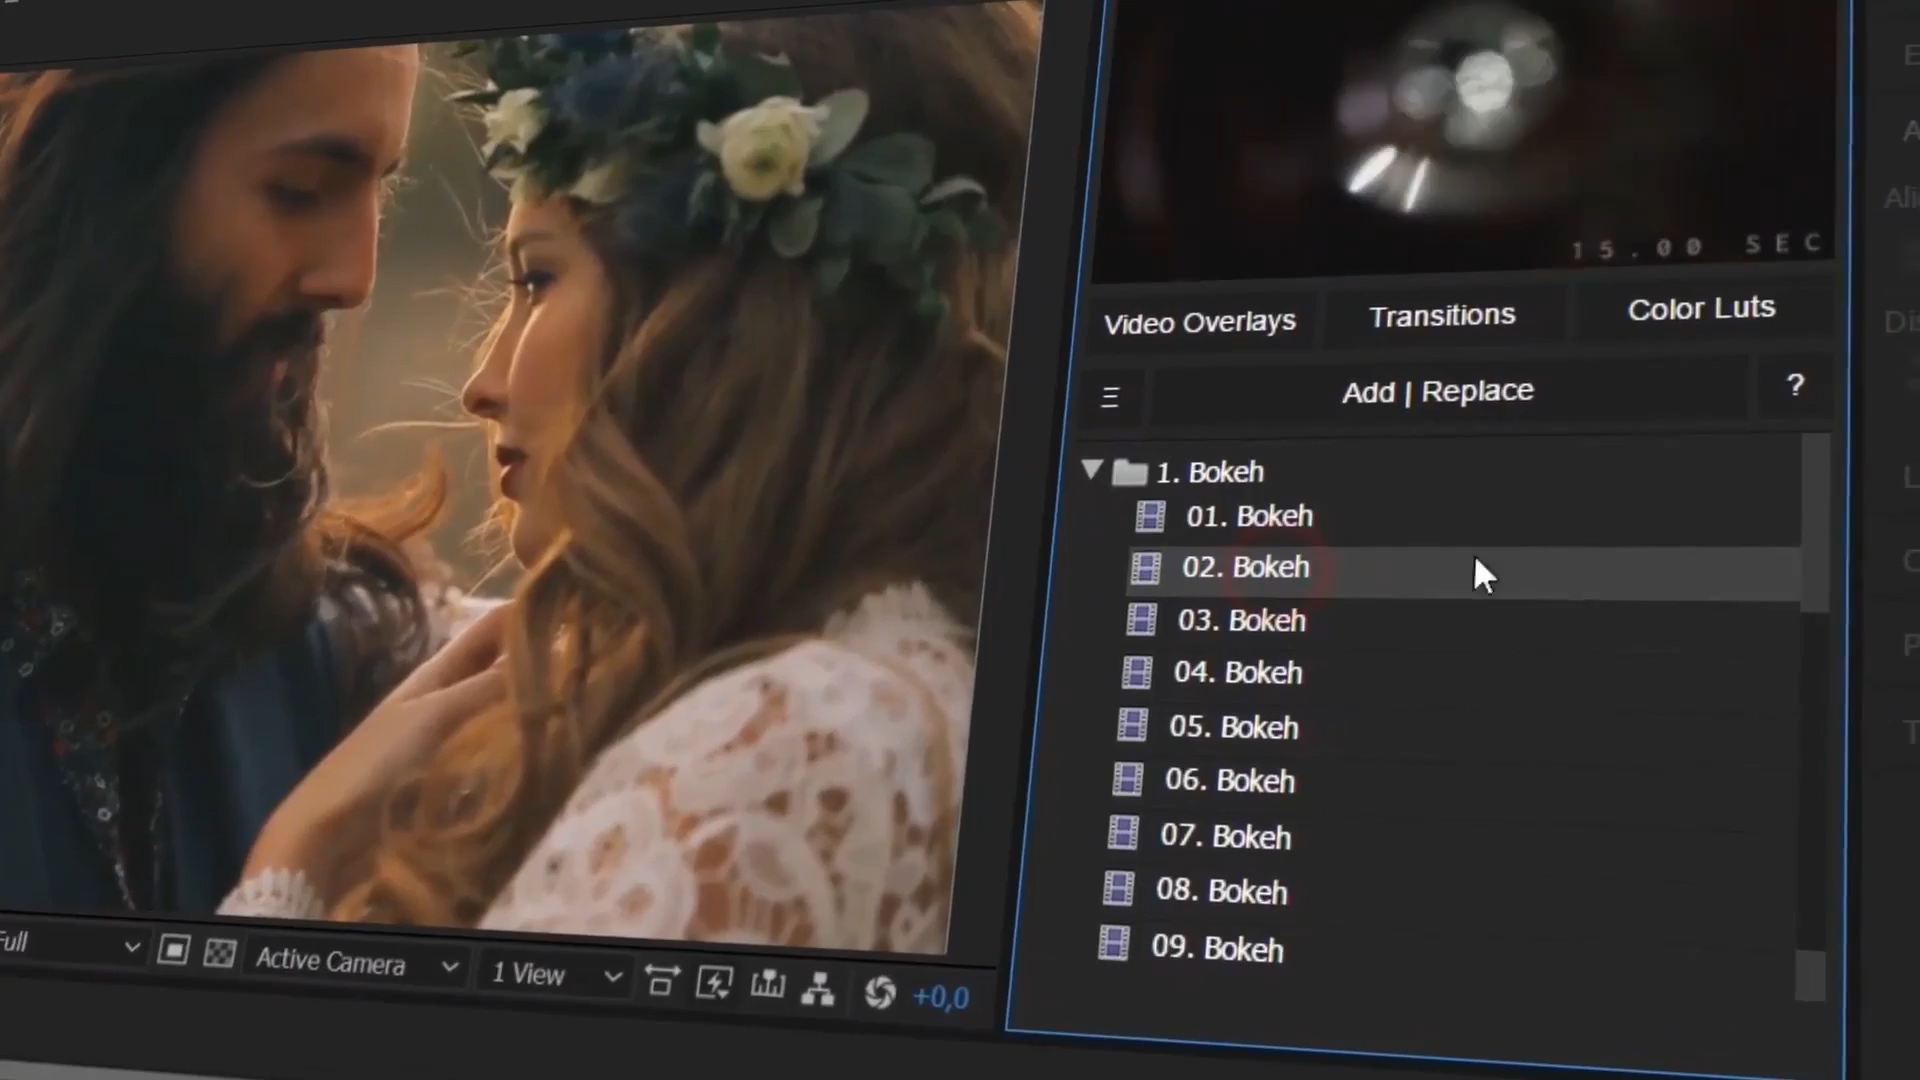 15.00 SEC
Video Overlays
Transitions
Color Luts
Add | Replace
?
1. Bokeh
01. Bokeh
02. Bokeh
03. Bokeh
04. Bokeh
05. Bokeh
06. Bokeh
07. Bokeh
08. Bokeh
09. Bokeh
Full
Active Camera
1 View
+0,0